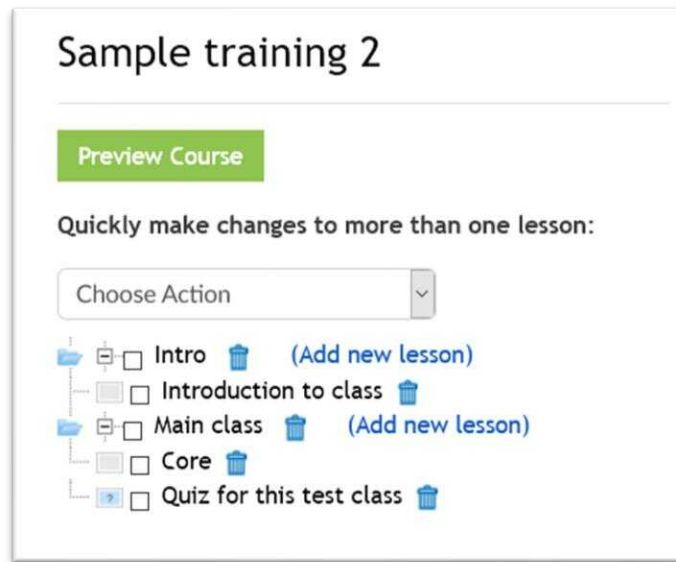 Sample training 2
Preview Course
Quickly make changes to more than one lesson:
Choose Action
Intro (Add new lesson)
Introduction to class
Main class (Add new lesson)
Core
? Quiz for this test class